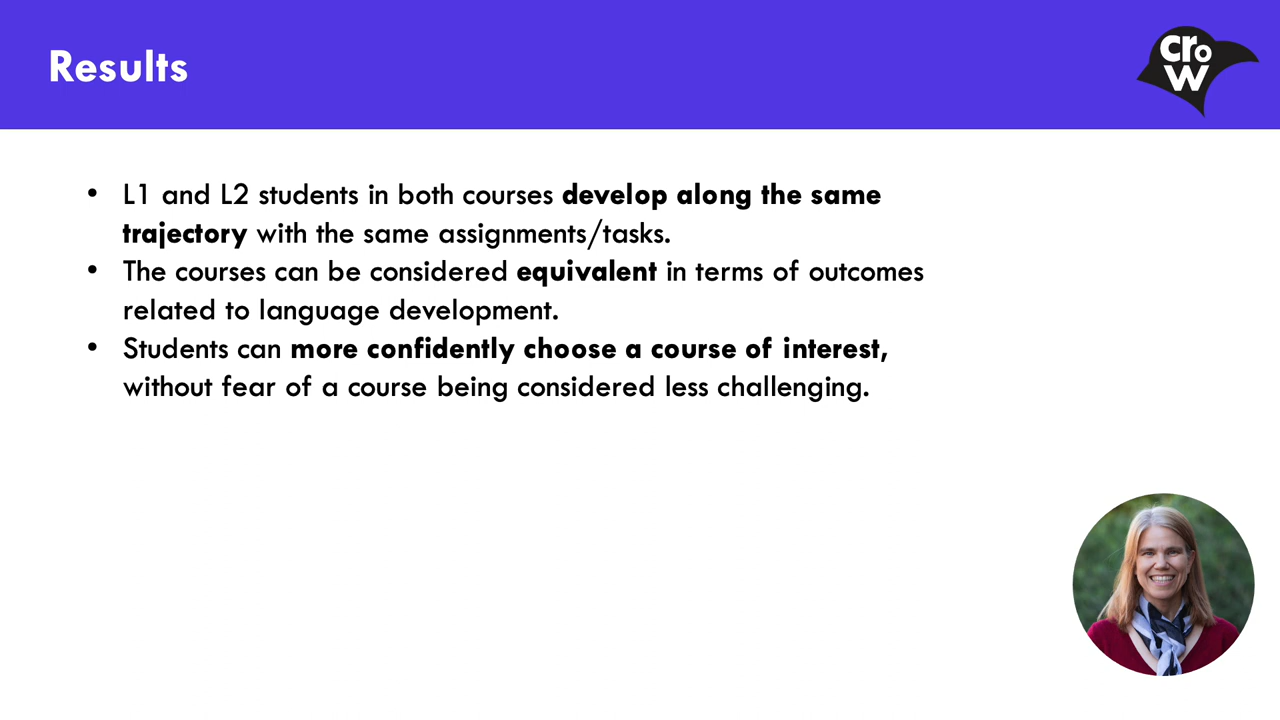 Results
crow
• L1 and L2 students in both courses develop along the same
trajectory with the same assignments/tasks.
• The courses can be considered equivalent in terms of outcomes
related to language development.
• Students can more confidently choose a course of interest,
without fear of a course being considered less challenging.